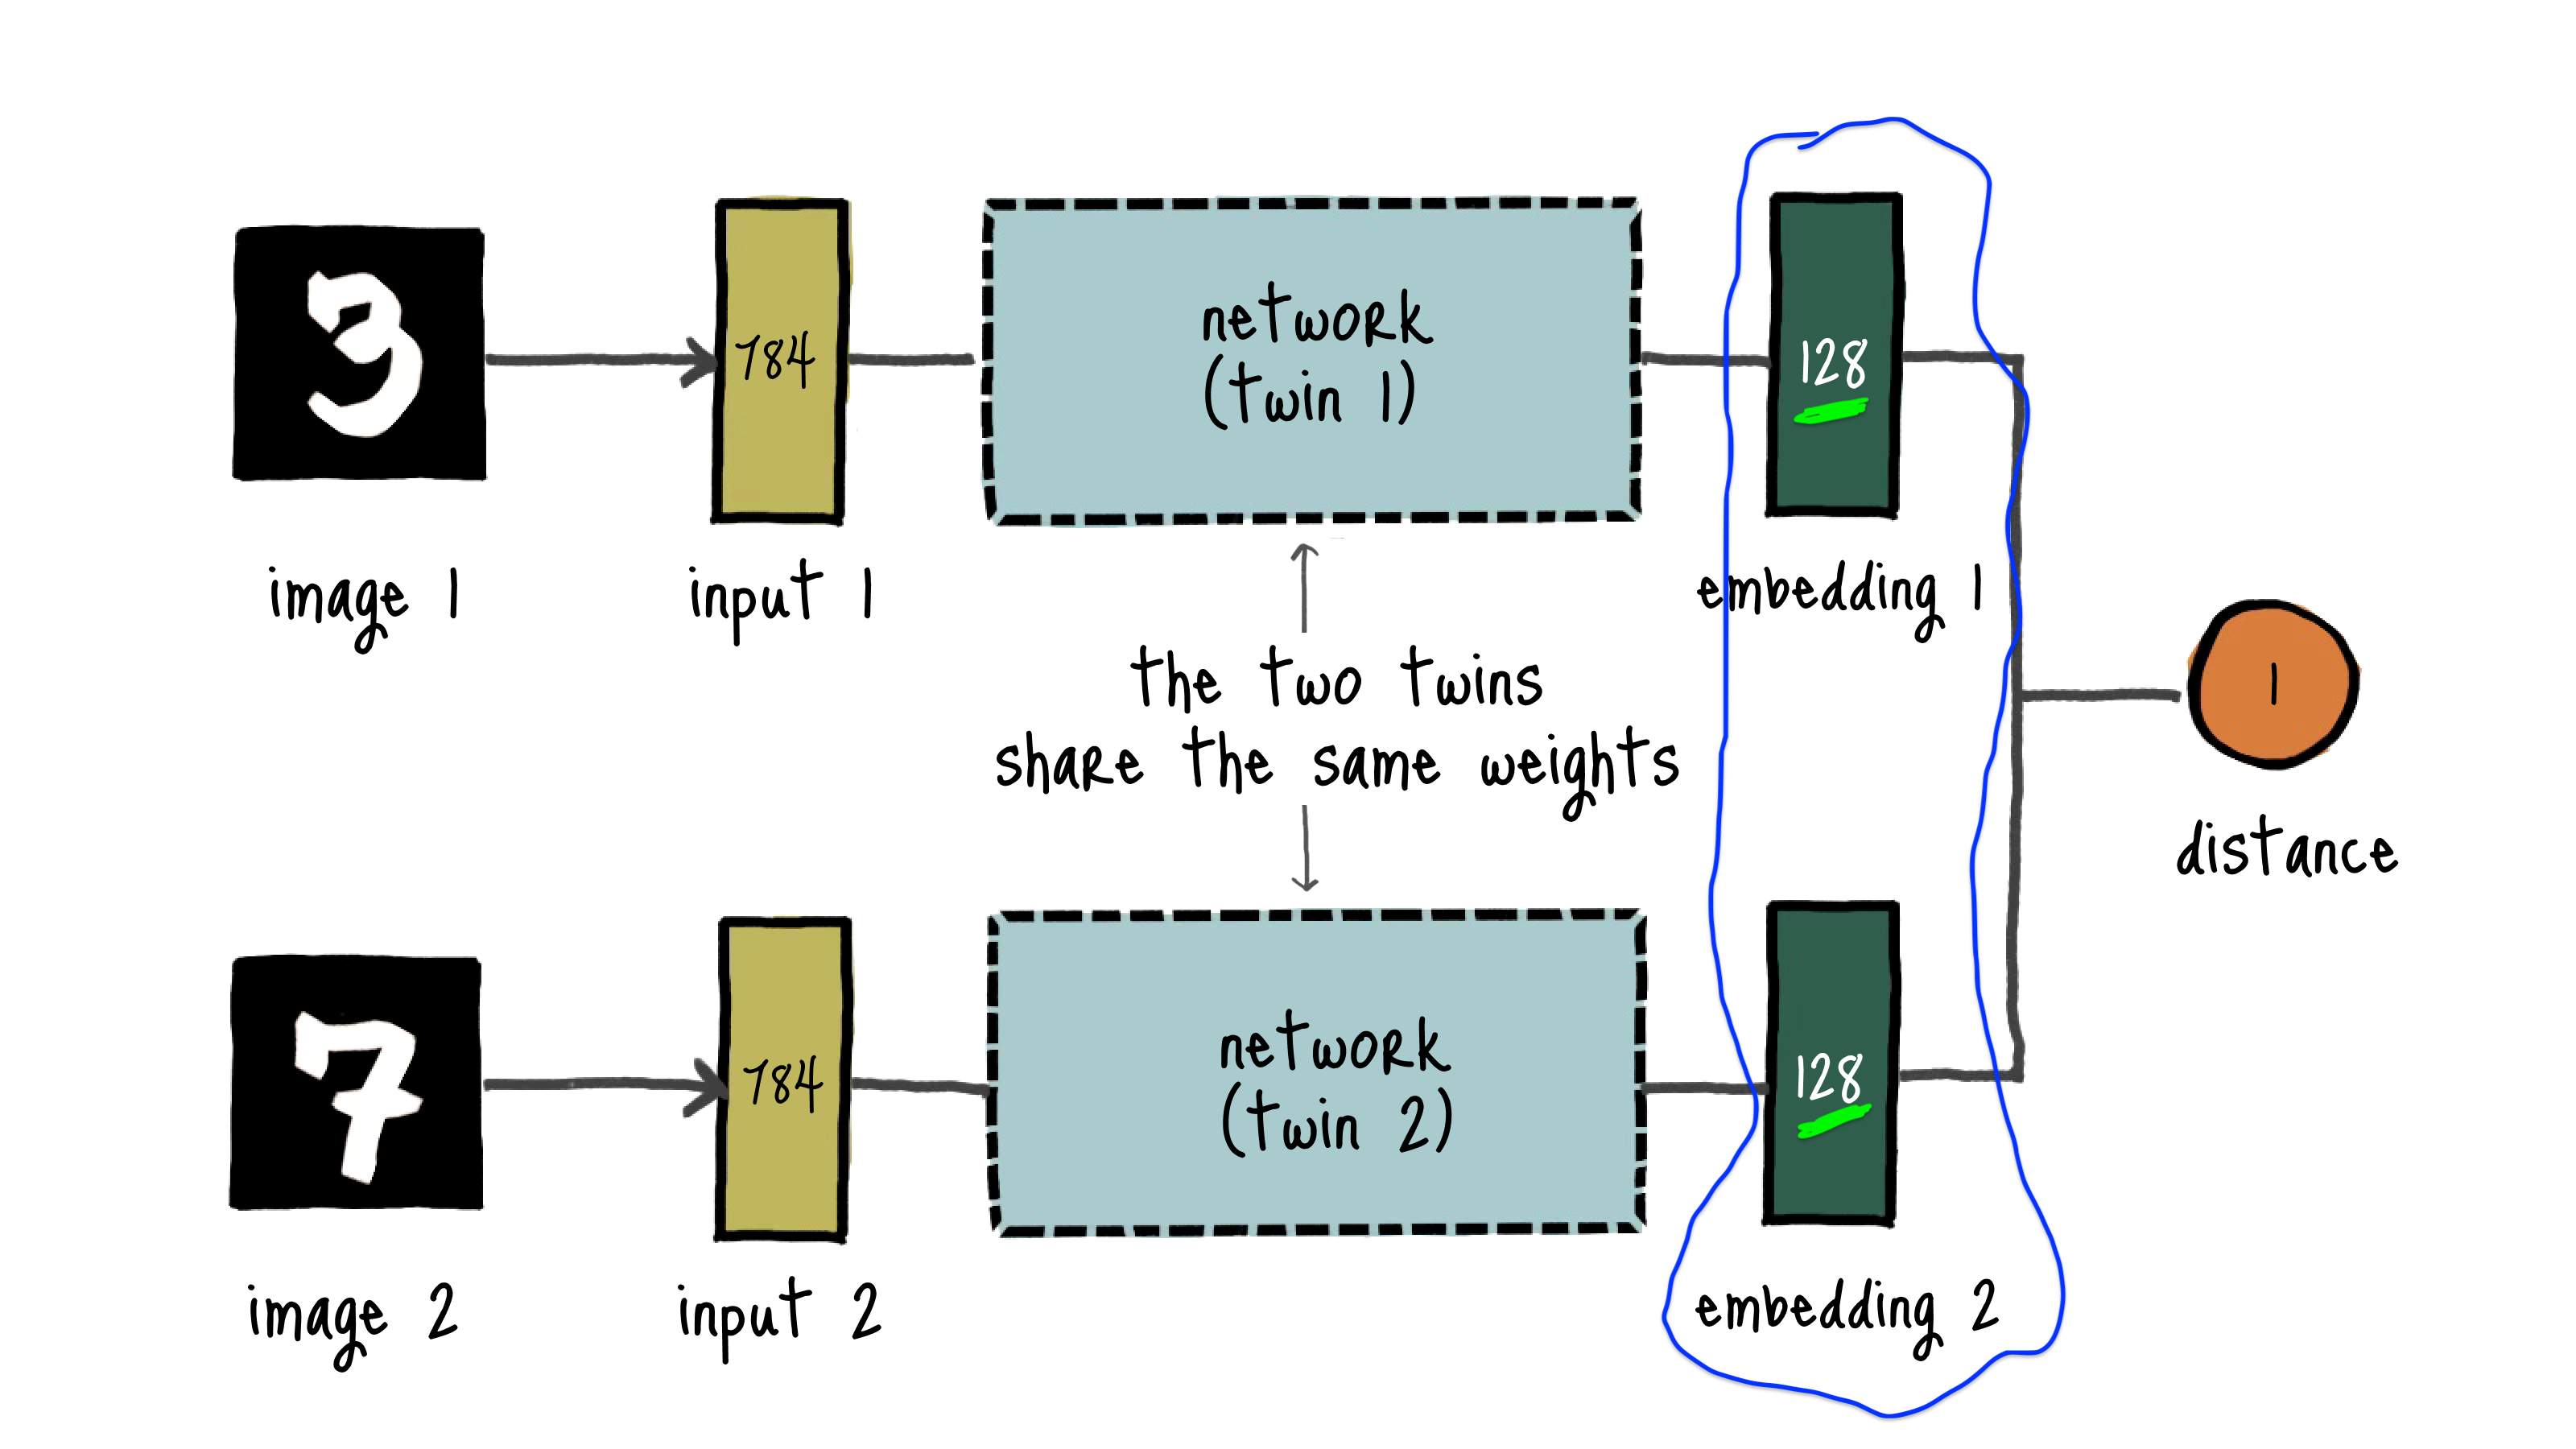 3
784
network
(twin 1)
128
image 1
input 1
embedding 1
the two twins
share the same weights
1
distance
7
784
network
(twin 2)
128
image 2
input 2
embedding 2